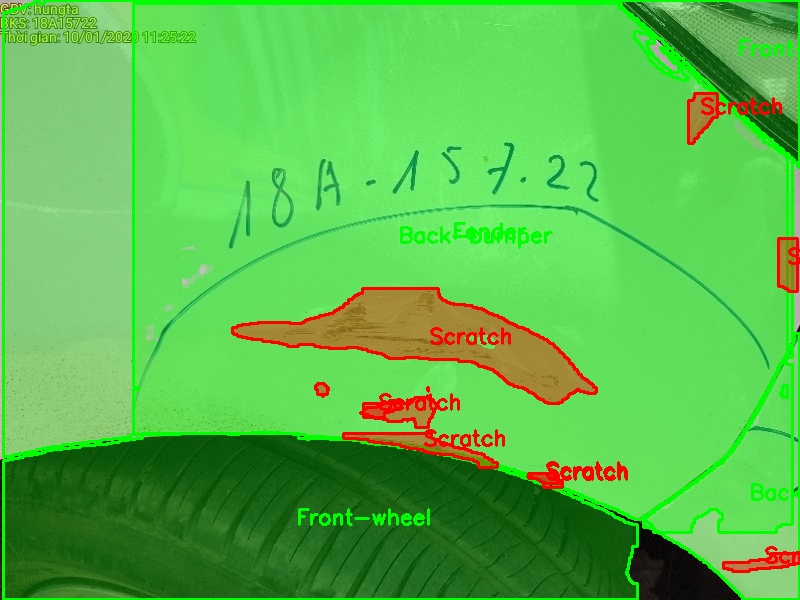 GDV: hungta
BKS: 18A15722
Thời gian: 10/01/2020 11:25:22
Front-
Scratch
18A-157.22
Back-bumper
Fender
S
Scratch
Scratch
Scratch
Scratch
Back
Front-wheel
Scr